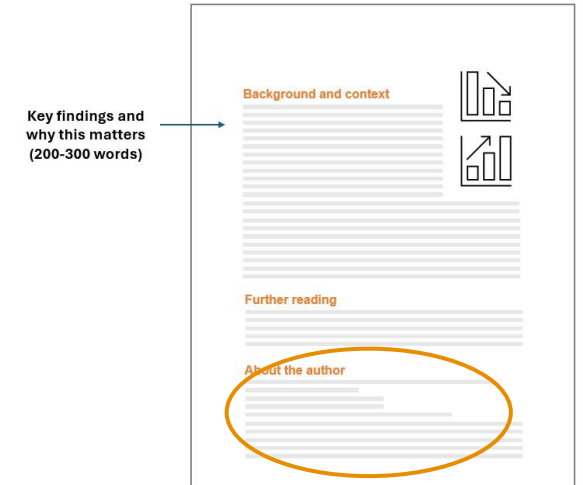 Background and context
Key findings and
why this matters
(200-300 words)
Further reading
About the author